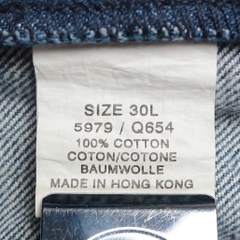 SIZE 30L
5979 / Q654
100% COTTON
COTON/COTONE
BAUMWOLLE
MADE IN HONG KONG